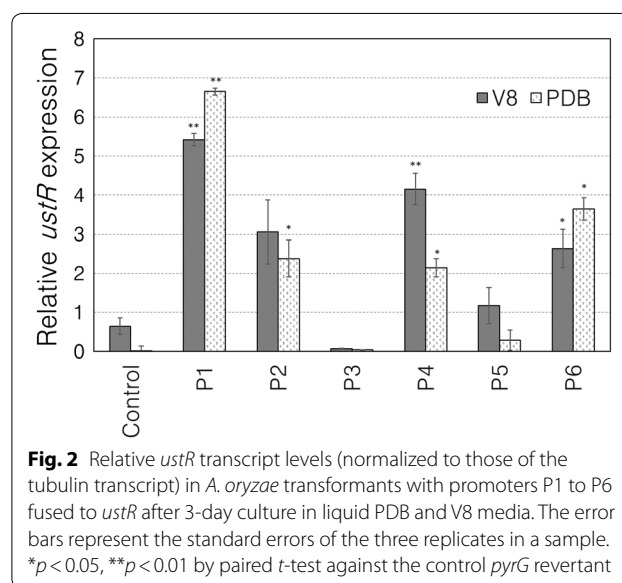 8
7
6
5
4
3
2
1
0
Relative ustR expression
V8 PDB
** ** * ** * * *
Control P1 P2 P3 P4 P5 P6
Fig. 2 Relative ustR transcript levels (normalized to those of the
tubulin transcript) in A. oryzae transformants with promoters P1 to P6
fused to ustR after 3-day culture in liquid PDB and V8 media. The error
bars represent the standard errors of the three replicates in a sample.
*p < 0.05, **p < 0.01 by paired t-test against the control pyrG revertant